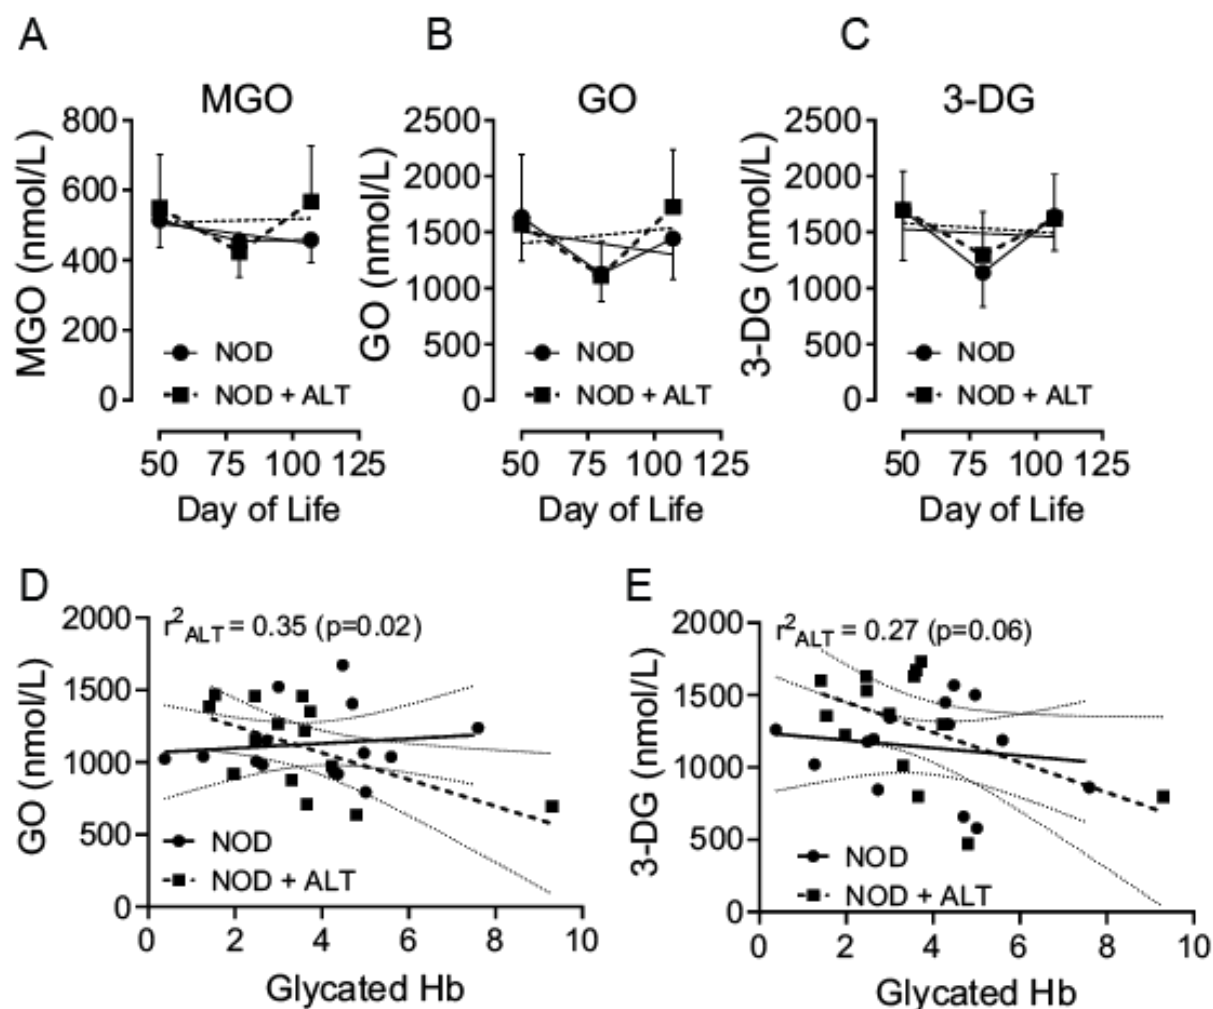 A
B
C
MGO
GO
3-DG
MGO (nmol/L)
800
600
400
200
0
NOD
NOD + ALT
50 75 100 125
Day of Life
GO (nmol/L)
2500
2000
1500
1000
500
0
NOD
NOD + ALT
50 75 100 125
Day of Life
3-DG (nmol/L)
2500
2000
1500
1000
500
0
NOD
NOD + ALT
50 75 100 125
Day of Life
D
r²ALT = 0.35 (p=0.02)
GO (nmol/L)
2000
1500
1000
500
0
NOD
NOD + ALT
0 2 4 6 8 10
Glycated Hb
E
r²ALT = 0.27 (p=0.06)
3-DG (nmol/L)
2000
1500
1000
500
0
NOD
NOD + ALT
0 2 4 6 8 10
Glycated Hb